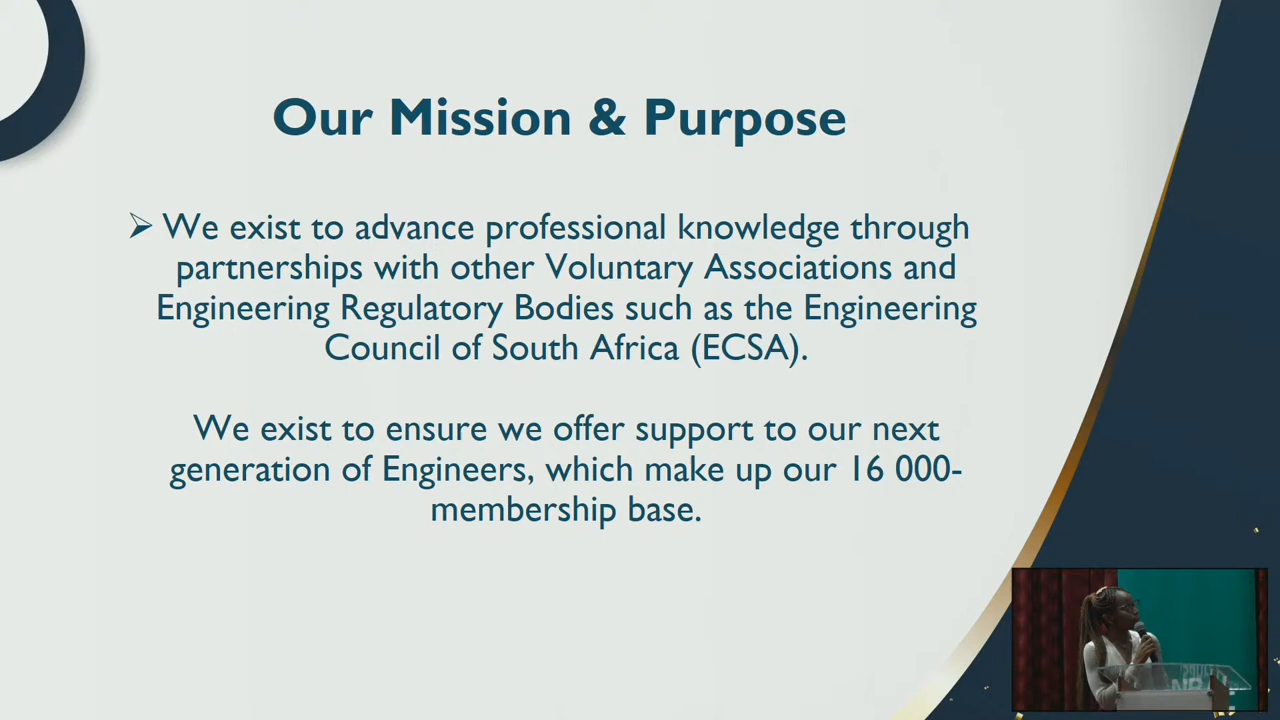 Our Mission & Purpose
➢ We exist to advance professional knowledge through
partnerships with other Voluntary Associations and
Engineering Regulatory Bodies such as the Engineering
Council of South Africa (ECSA).
We exist to ensure we offer support to our next
generation of Engineers, which make up our 16 000-
membership base.